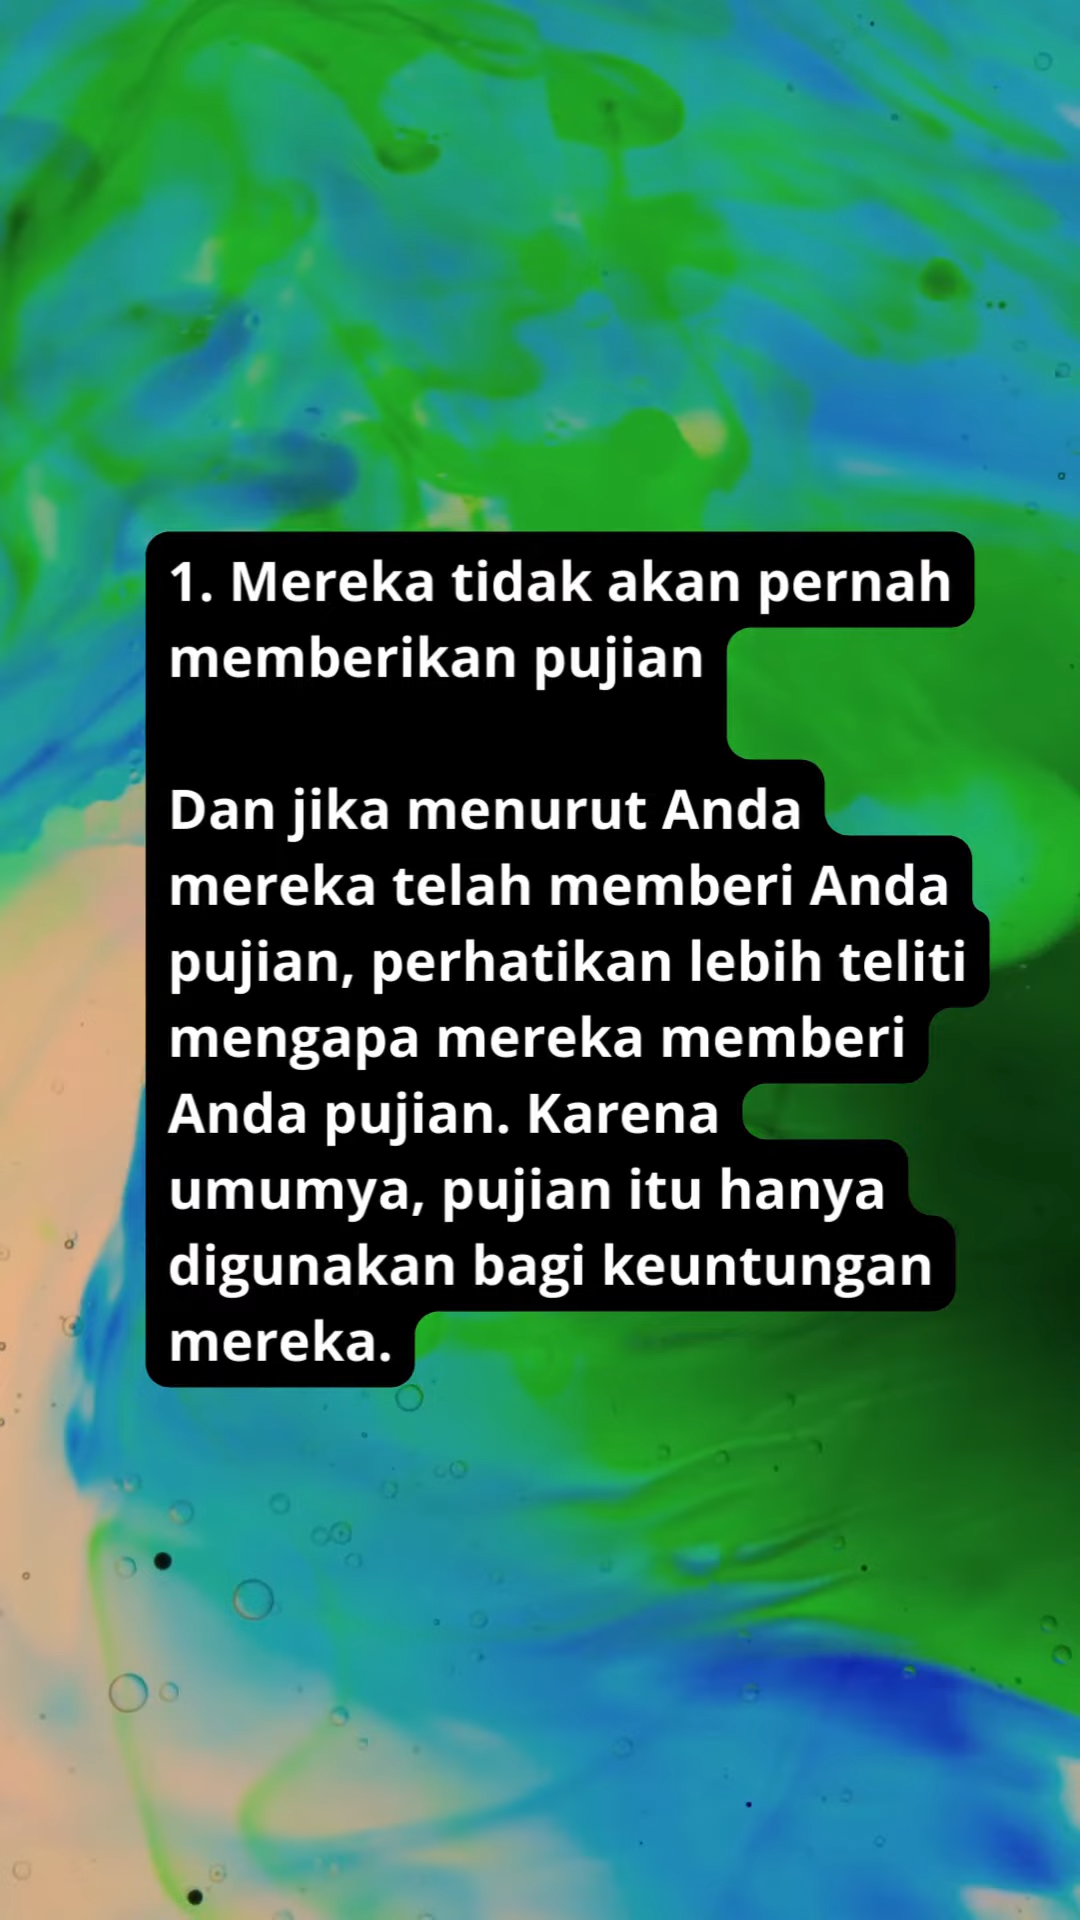 1. Mereka tidak akan pernah
memberikan pujian
Dan jika menurut Anda
mereka telah memberi Anda
pujian, perhatikan lebih teliti
mengapa mereka memberi
Anda pujian. Karena
umumya, pujian itu hanya
digunakan bagi keuntungan
mereka.